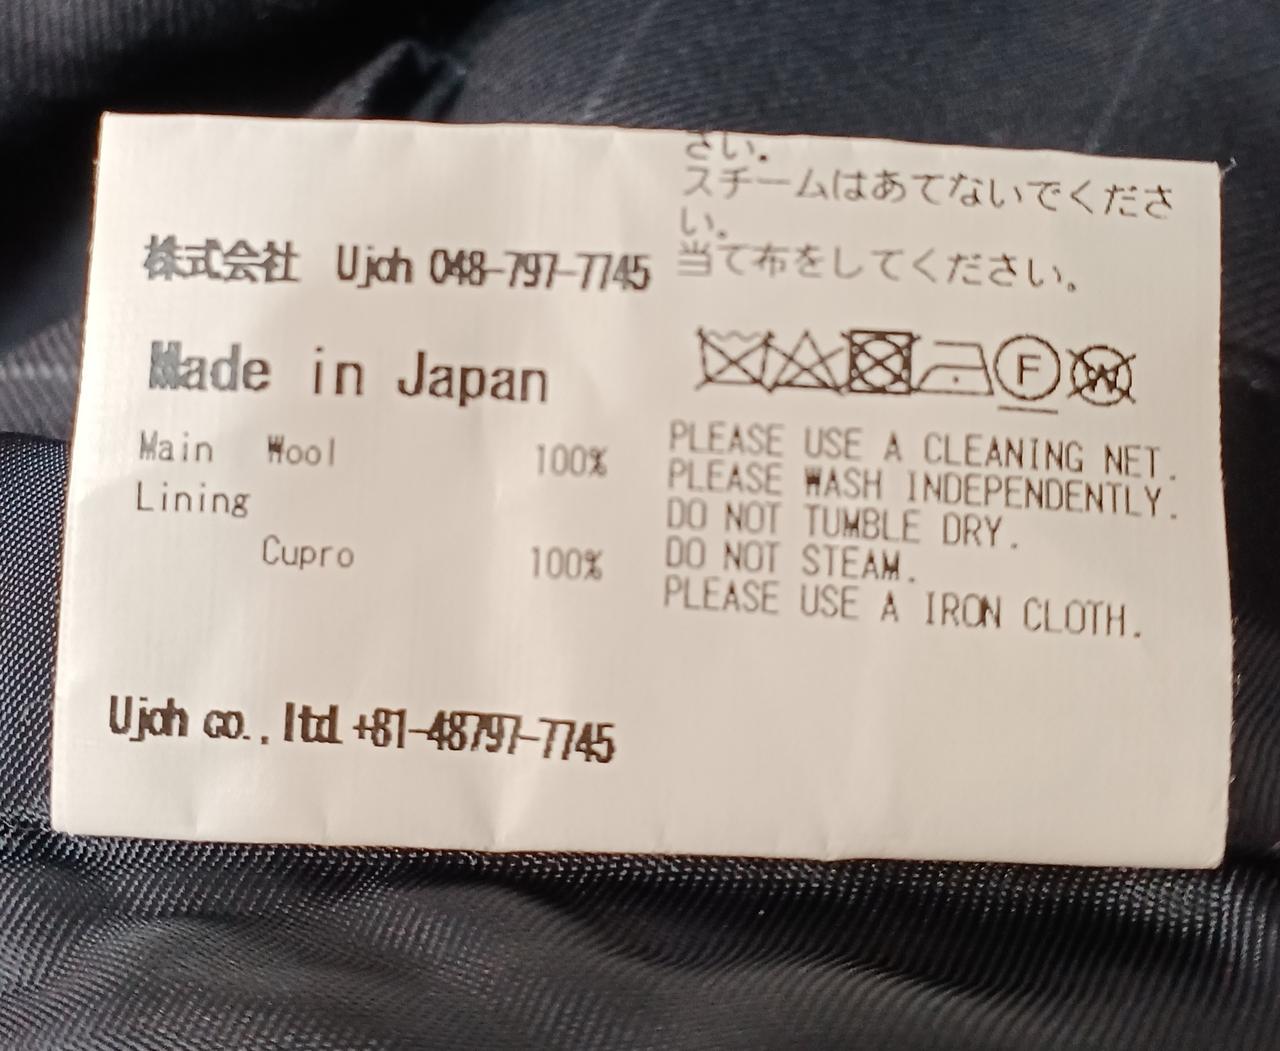 株式会社 Ujoh 048-797-7745
Made in Japan
Main Wool 100%
Lining
Cupro 100%
Ujoh co., ltd. +81-48797-7745
さい。
スチームはあてないでくださ
い。
当て布をしてください。
F W
PLEASE USE A CLEANING NET.
PLEASE WASH INDEPENDENTLY.
DO NOT TUMBLE DRY.
DO NOT STEAM.
PLEASE USE A IRON CLOTH.